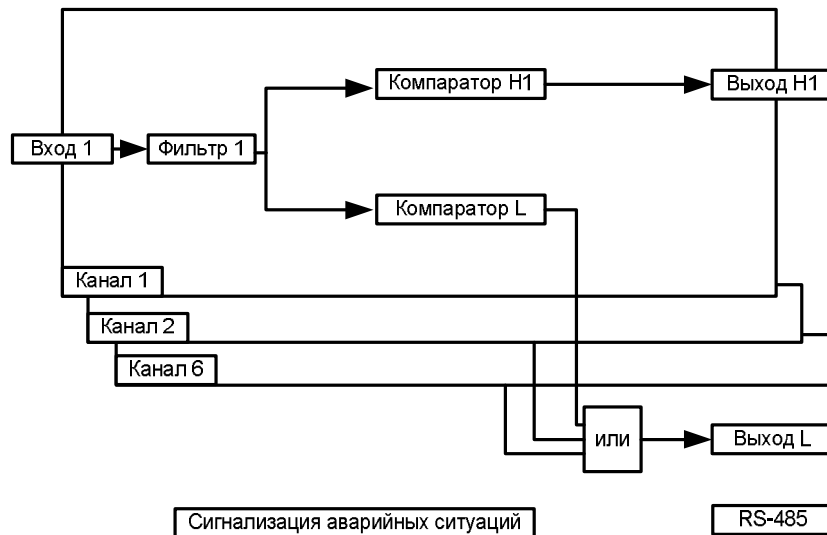 Компаратор H1
Выход H1
Вход 1
Фильтр 1
Компаратор L
Канал 1
Канал 2
Канал 6
или
Выход L
Сигнализация аварийных ситуаций
RS-485